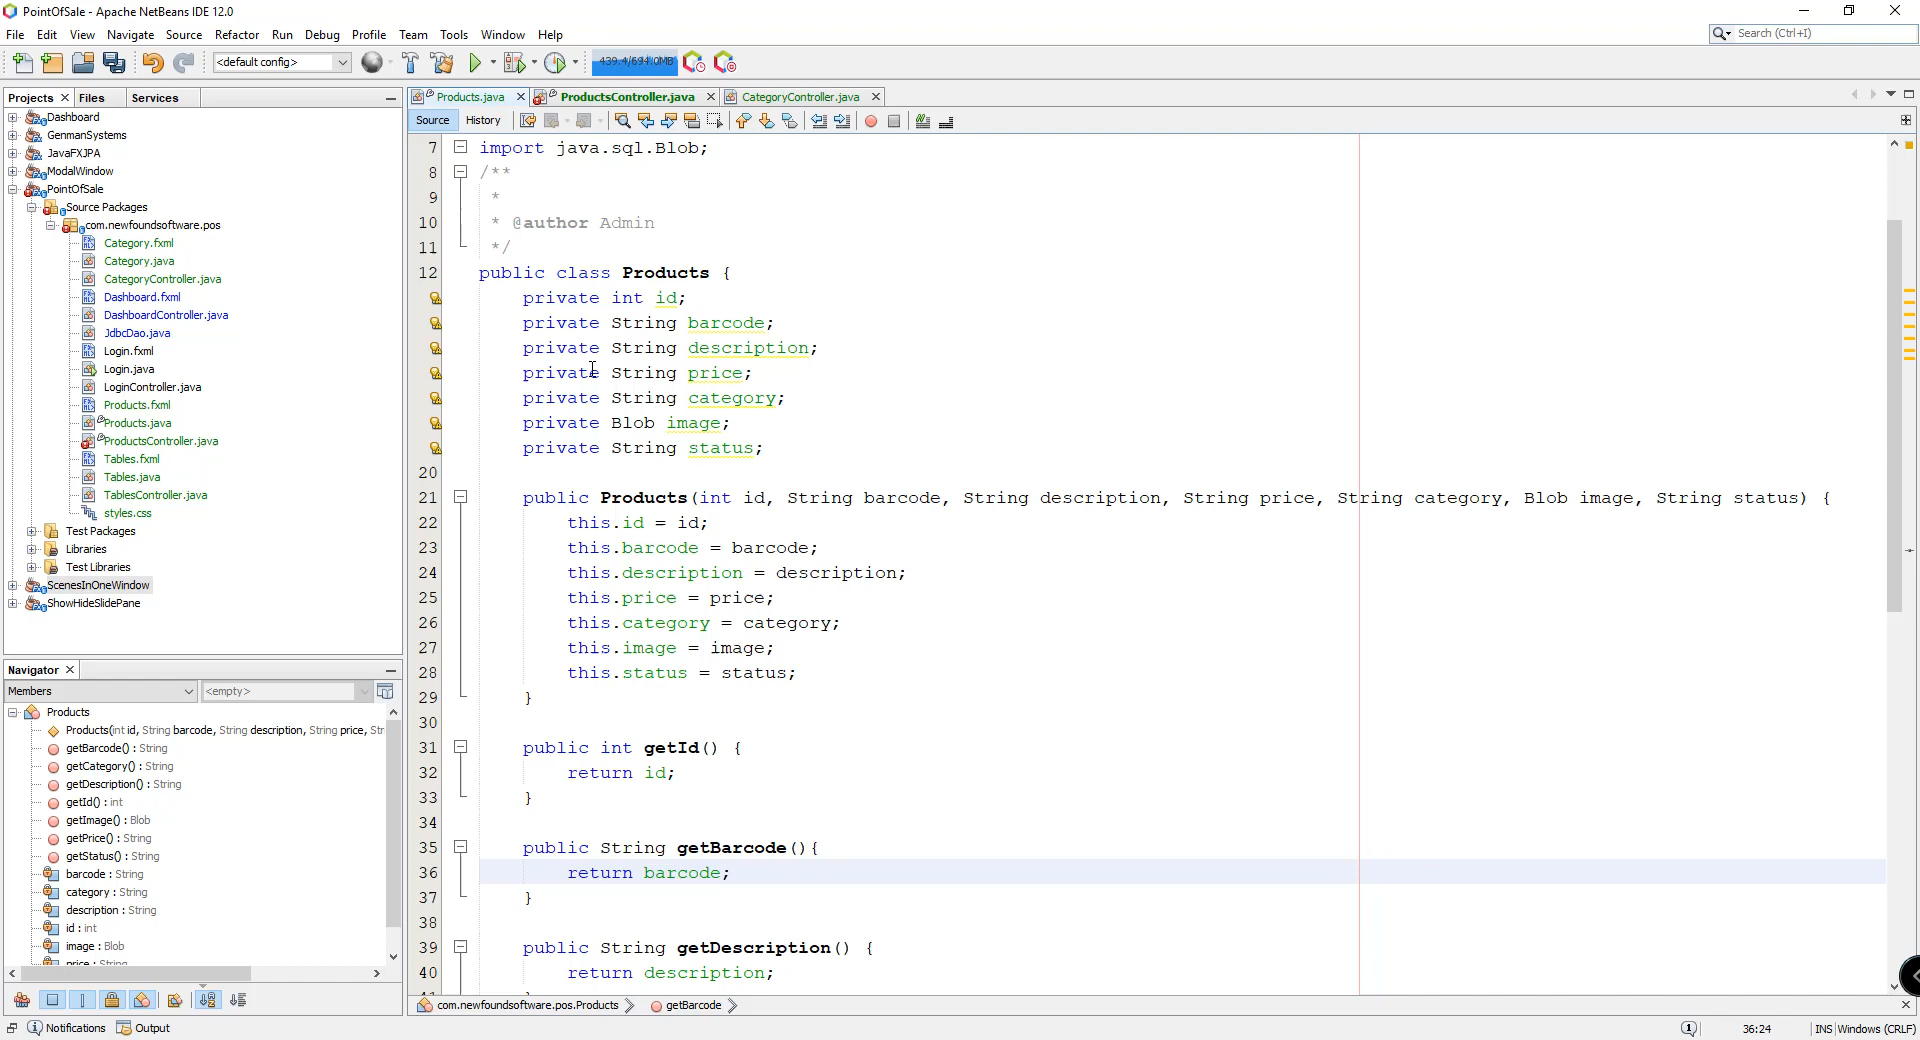 PointOfSale - Apache NetBeans IDE 12.0
File Edit View Navigate Source Refactor Run Debug Profile Team Tools Window Help
Search (Ctrl+I)
<default config>
439.4/694.0MB
Projects Files Services
Products.java ProductsController.java CategoryController.java
Source History
Dashboard
GenmanSystems
JavaFXJPA
ModalWindow
PointOfSale
Source Packages
com.newfoundsoftware.pos
Category.fxml
Category.java
CategoryController.java
Dashboard.fxml
DashboardController.java
JdbcDao.java
Login.fxml
Login.java
LoginController.java
Products.fxml
Products.java
ProductsController.java
Tables.fxml
Tables.java
TablesController.java
styles.css
Test Packages
Libraries
Test Libraries
ScenesInOneWindow
ShowHideSlidePane
Navigator
Members <empty>
Products
Products(int id, String barcode, String description, String price, Str
getBarcode() : String
getCategory() : String
getDescription() : String
getId() : int
getImage() : Blob
getPrice() : String
getStatus() : String
barcode : String
category : String
description : String
id : int
image : Blob
price : String
7 import java.sql.Blob;
8 /**
9 *
10 * @author Admin
11 */
12 public class Products {
private int id;
private String barcode;
private String description;
private String price;
private String category;
private Blob image;
private String status;
20
21 public Products(int id, String barcode, String description, String price, String category, Blob image, String status) {
22 this.id = id;
23 this.barcode = barcode;
24 this.description = description;
25 this.price = price;
26 this.category = category;
27 this.image = image;
28 this.status = status;
29 }
30
31 public int getId() {
32 return id;
33 }
34
35 public String getBarcode(){
36 return barcode;
37 }
38
39 public String getDescription() {
40 return description;
41
com.newfoundsoftware.pos.Products getBarcode
Notifications Output
1 36:24 INS Windows (CRLF)